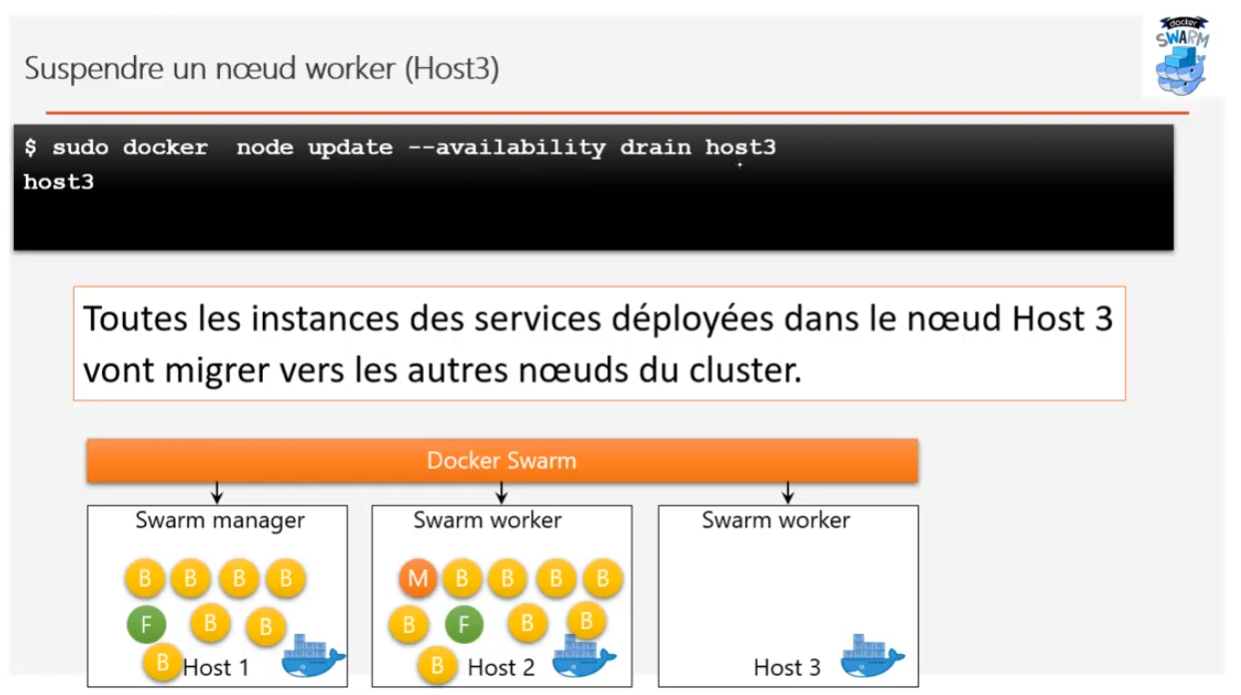 docker
SWARM
Suspendre un nœud worker (Host3)
$ sudo docker  node update --availability drain host3
host3
Toutes les instances des services déployées dans le nœud Host 3
vont migrer vers les autres nœuds du cluster.
Docker Swarm
Swarm manager
B B B B
F B B
B
Host 1
Swarm worker
M B B B B
B F B B
B
Host 2
Swarm worker
Host 3